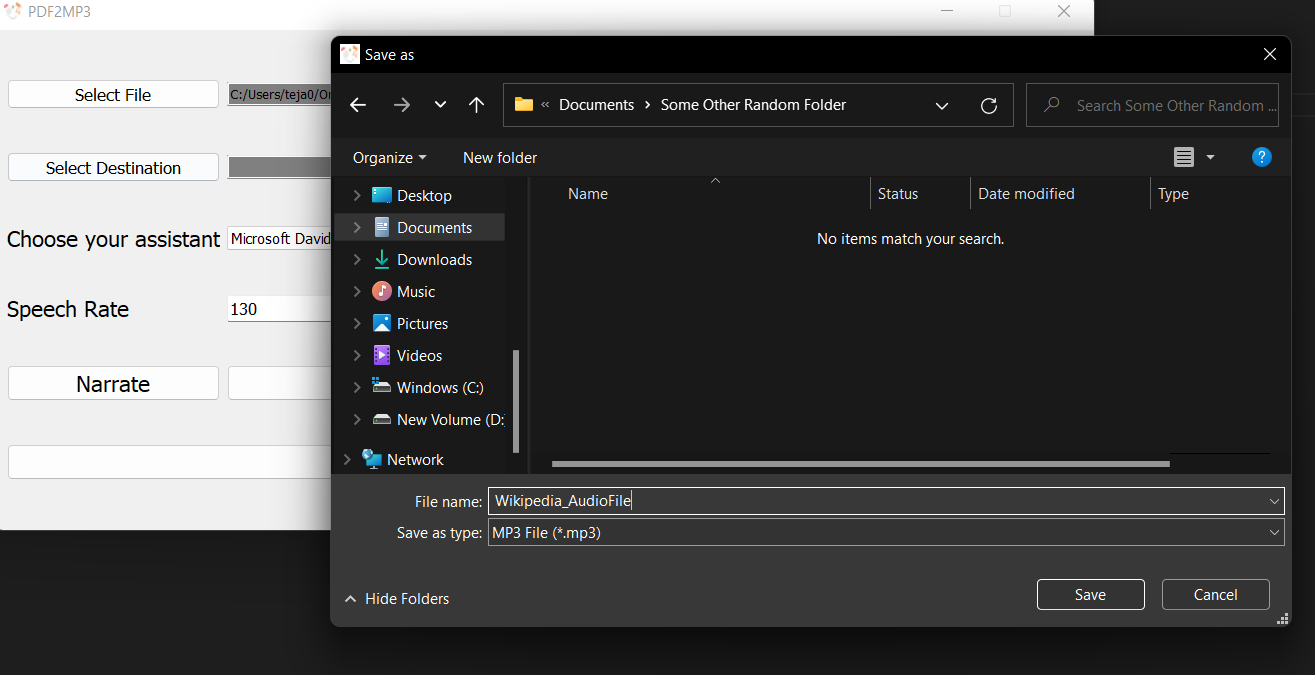 PDF2MP3
Select File
C:/Users/teja0/Or
Select Destination
Choose your assistant
Microsoft David
Speech Rate
130
Narrate
Save as
« Documents › Some Other Random Folder
Search Some Other Random ...
Organize
New folder
?
Name
Status
Date modified
Type
No items match your search.
Desktop
Documents
Downloads
Music
Pictures
Videos
Windows (C:)
New Volume (D:
Network
File name: Wikipedia_AudioFile
Save as type: MP3 File (*.mp3)
Hide Folders
Save
Cancel